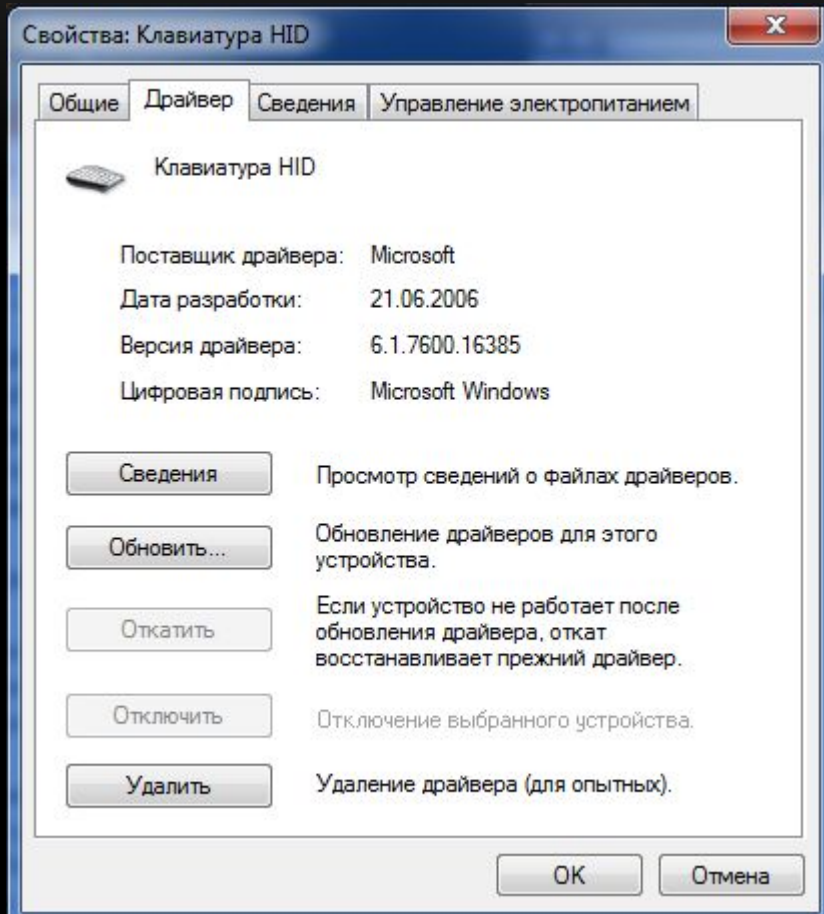 Свойства: Клавиатура HID
Общие Драйвер Сведения Управление электропитанием
Клавиатура HID
Поставщик драйвера: Microsoft
Дата разработки: 21.06.2006
Версия драйвера: 6.1.7600.16385
Цифровая подпись: Microsoft Windows
Сведения Просмотр сведений о файлах драйверов.
Обновить... Обновление драйверов для этого
устройства.
Откатить Если устройство не работает после
обновления драйвера, откат
восстанавливает прежний драйвер.
Отключить Отключение выбранного устройства.
Удалить Удаление драйвера (для опытных).
OK Отмена